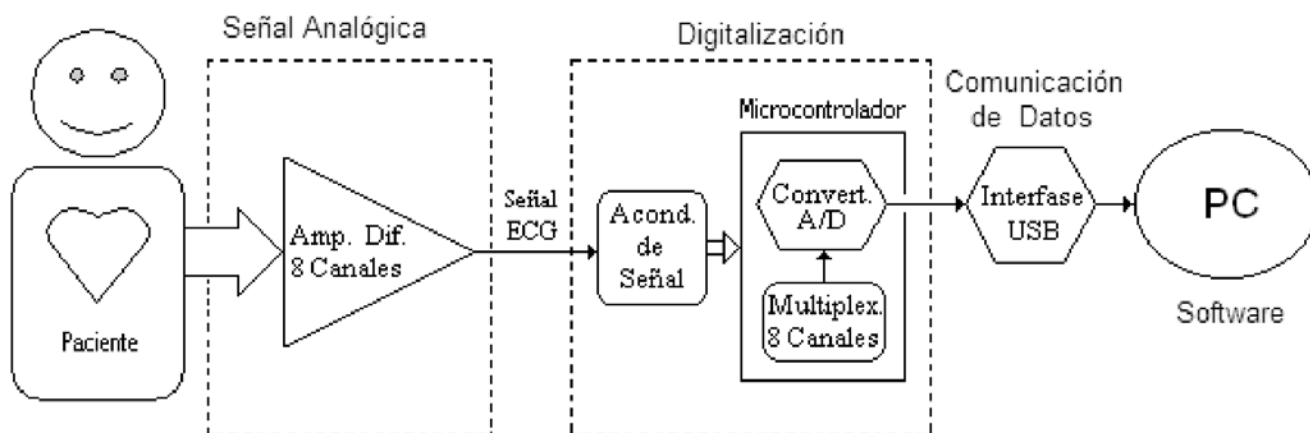 Señal Analógica
Digitalización
Comunicación
de Datos
Microcontrolador
Paciente
Amp. Dif.
8 Canales
Señal
ECG
Acond.
de
Señal
Convert.
A/D
Multiplex.
8 Canales
Interfase
USB
PC
Software